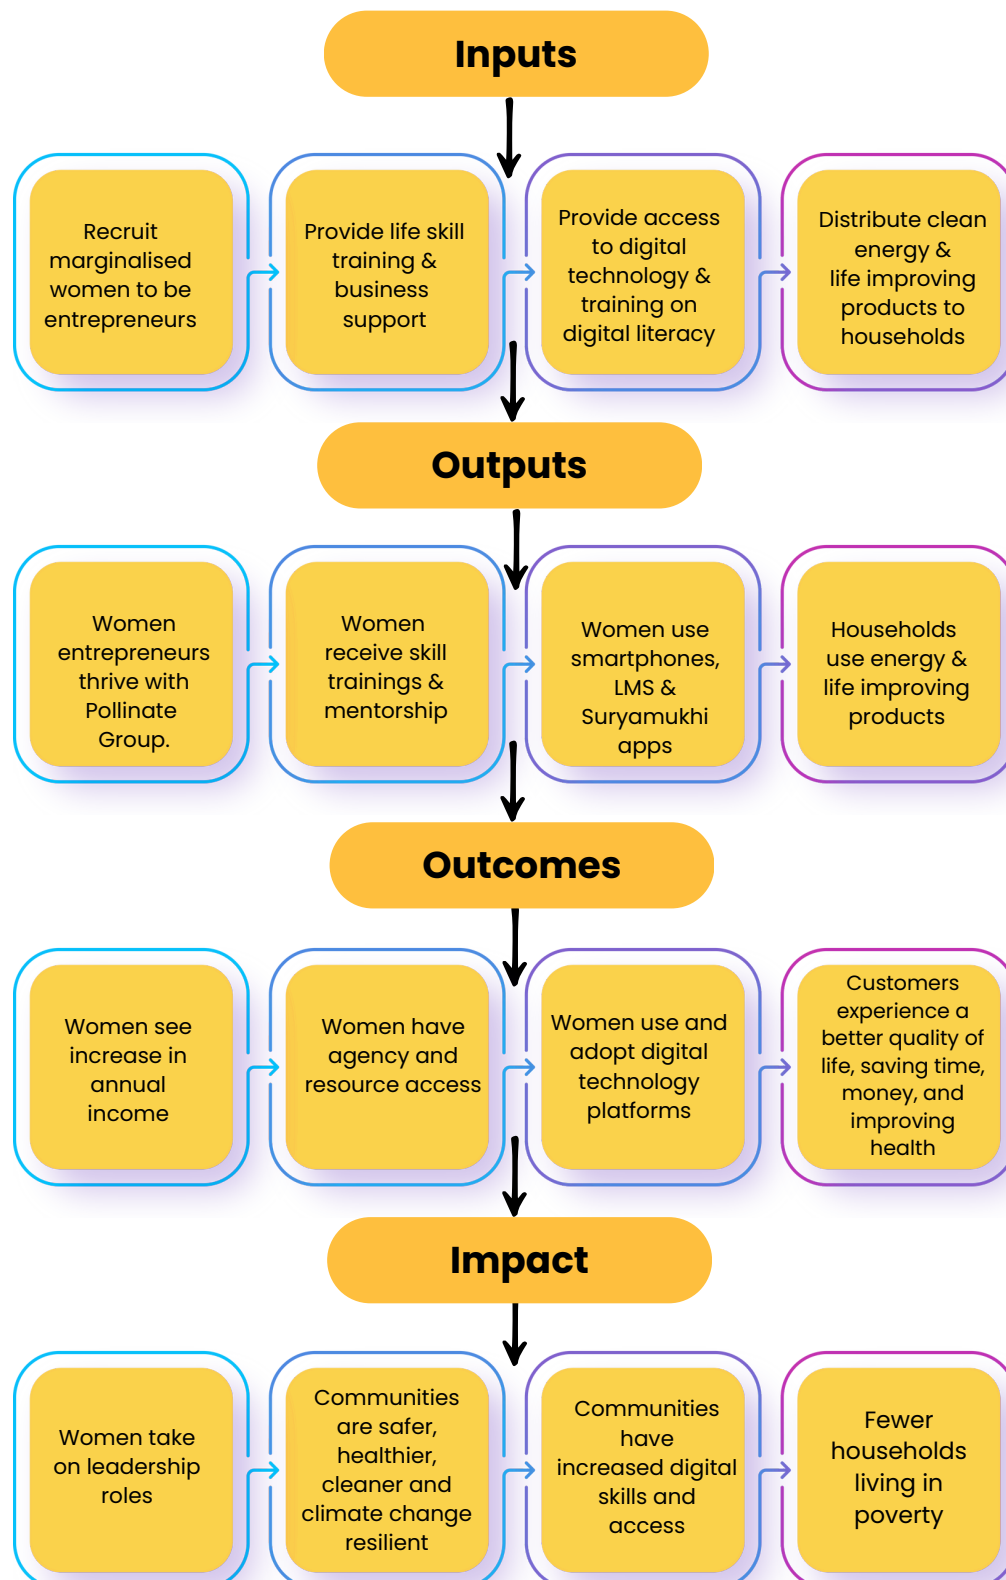 Inputs
Recruit
marginalised
women to be
entrepreneurs
Provide life skill
training &
business
support
Provide access
to digital
technology &
training on
digital literacy
Distribute clean
energy &
life improving
products to
households
Outputs
Women
entrepreneurs
thrive with
Pollinate
Group.
Women
receive skill
trainings &
mentorship
Women use
smartphones,
LMS &
Suryamukhi
apps
Households
use energy &
life improving
products
Outcomes
Women see
increase in
annual
income
Women have
agency and
resource access
Women use and
adopt digital
technology
platforms
Customers
experience a
better quality of
life, saving time,
money, and
improving
health
Impact
Women take
on leadership
roles
Communities
are safer,
healthier,
cleaner and
climate change
resilient
Communities
have
increased digital
skills and
access
Fewer
households
living in
poverty